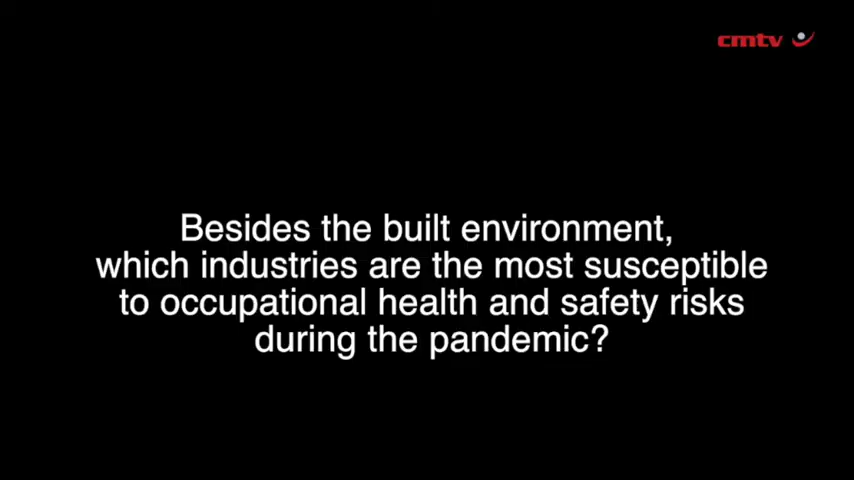 cmtv
Besides the built environment,
which industries are the most susceptible
to occupational health and safety risks
during the pandemic?